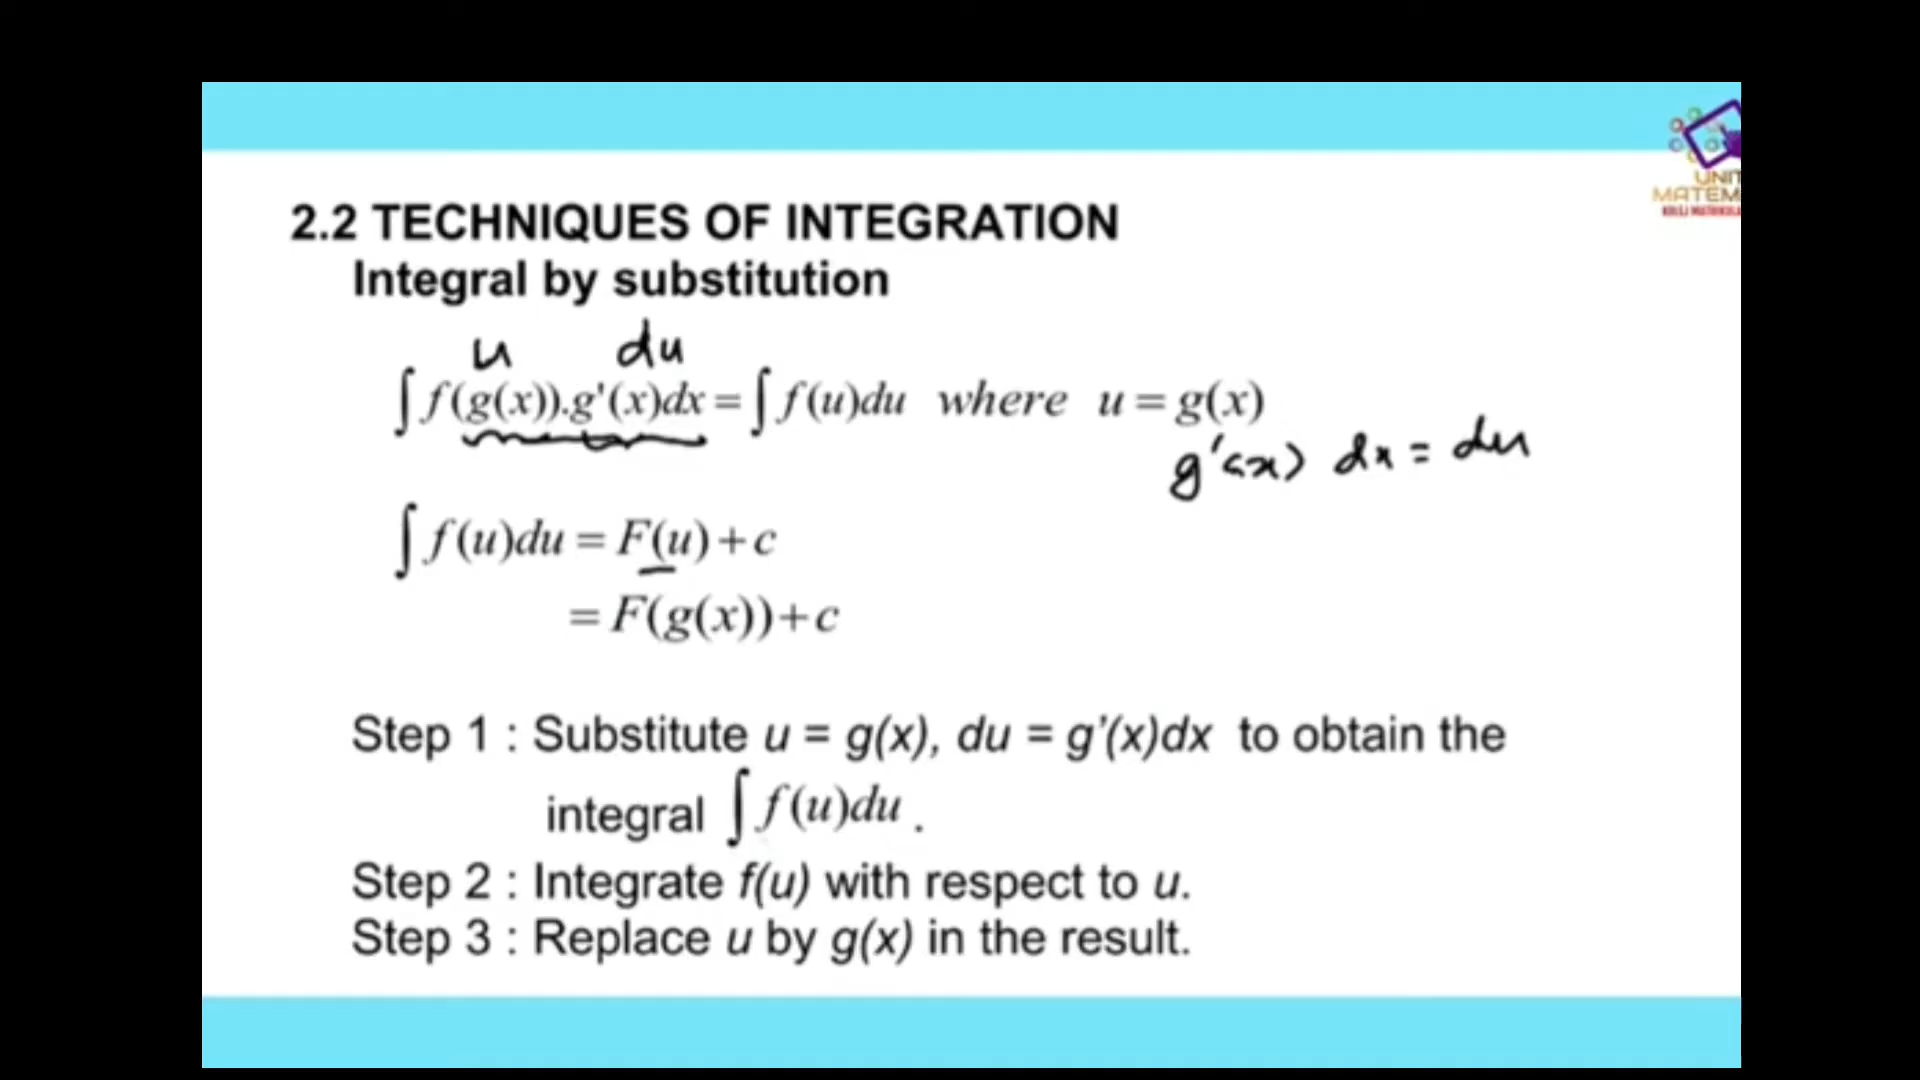 UNIT
MATEM
2.2 TECHNIQUES OF INTEGRATION
Integral by substitution
u du
∫ f(g(x)).g'(x)dx = ∫ f(u)du where u = g(x)
g'(x) dx = du
∫ f(u)du = F(u)+c
= F(g(x))+c
Step 1 : Substitute u = g(x), du = g'(x)dx to obtain the
integral ∫ f(u)du .
Step 2 : Integrate f(u) with respect to u.
Step 3 : Replace u by g(x) in the result.